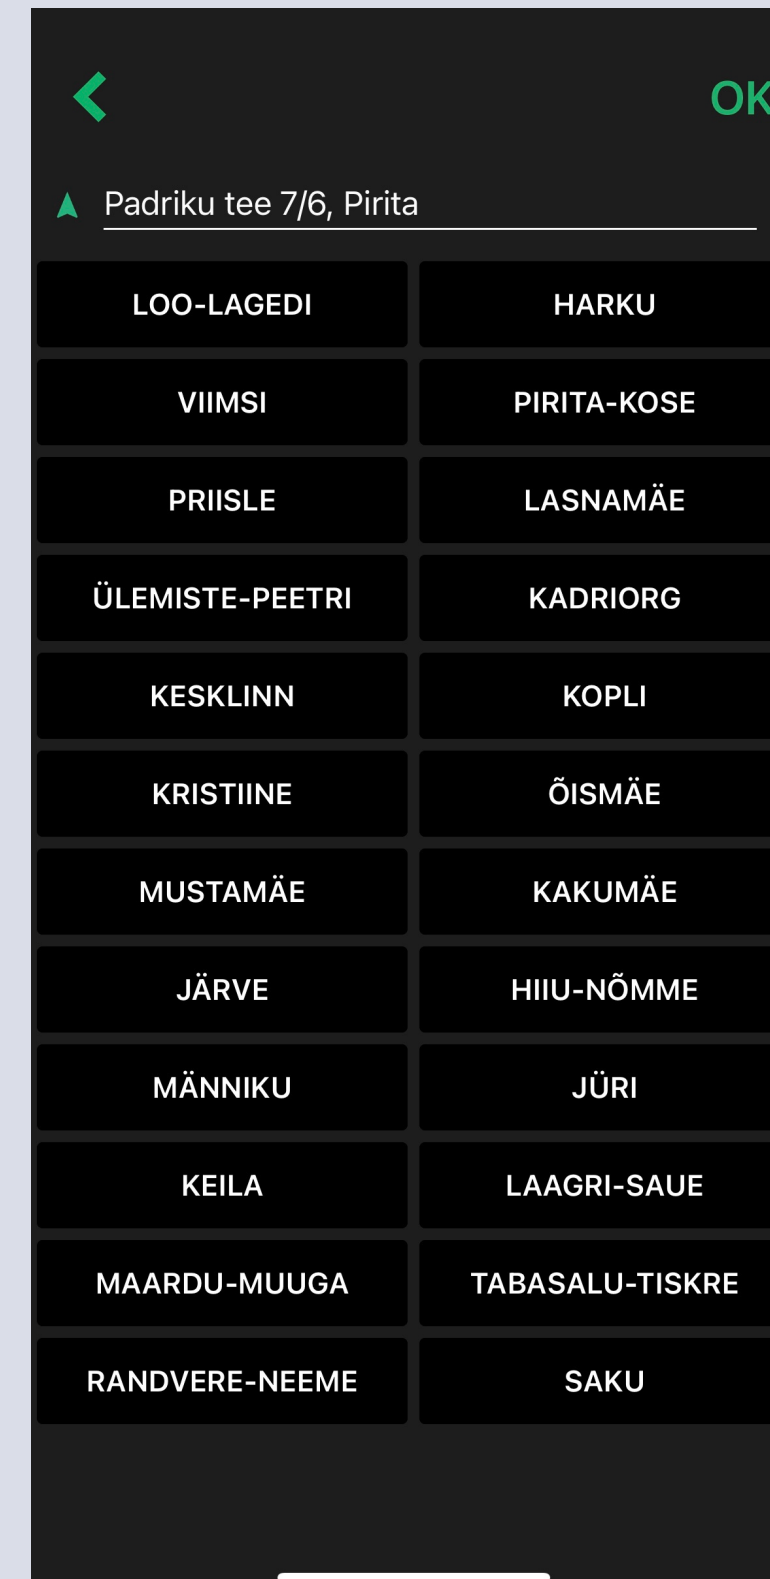 OK
Padriku tee 7/6, Pirita
LOO-LAGEDI HARKU
VIIMSI PIRITA-KOSE
PRIISLE LASNAMÄE
ÜLEMISTE-PEETRI KADRIORG
KESKLINN KOPLI
KRISTIINE ÕISMÄE
MUSTAMÄE KAKUMÄE
JÄRVE HIIU-NÕMME
MÄNNIKU JÜRI
KEILA LAAGRI-SAUE
MAARDU-MUUGA TABASALU-TISKRE
RANDVERE-NEEME SAKU